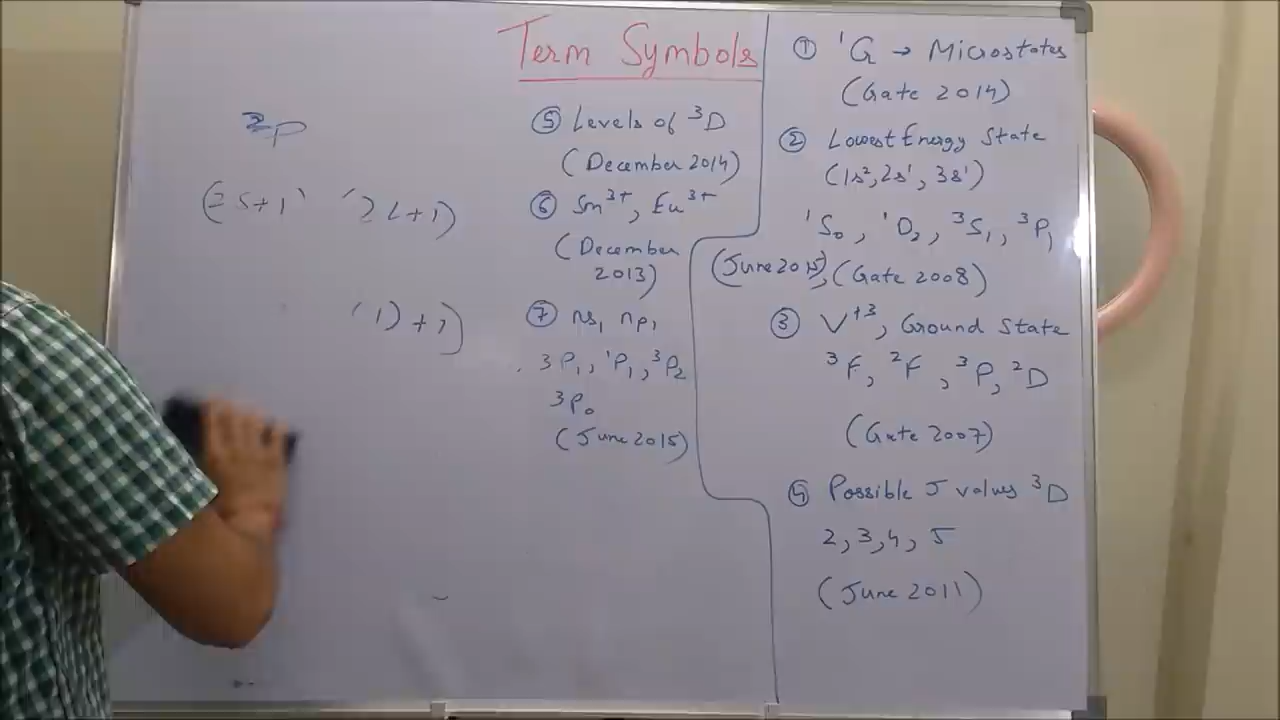 Term Symbols
²P
(2S+1) (2L+1)
(1)+1)
⑤ Levels of ³D
(December 2014)
⑥ Sm³⁺, Eu³⁺
(December
2013)
⑦ ns, np,
³P₁, ¹P₁, ³P₂
³P₀
(June 2015)
① ¹G → Microstates
(Gate 2014)
② Lowest Energy State
(1s², 2s¹, 3s¹)
¹S₀, ¹D₂, ³S₁, ³P₁
(June 2015), (Gate 2008)
③ V⁺³, Ground State
³F, ²F, ³P, ²D
(Gate 2007)
④ Possible J values ³D
2, 3, 4, 5
(June 2011)